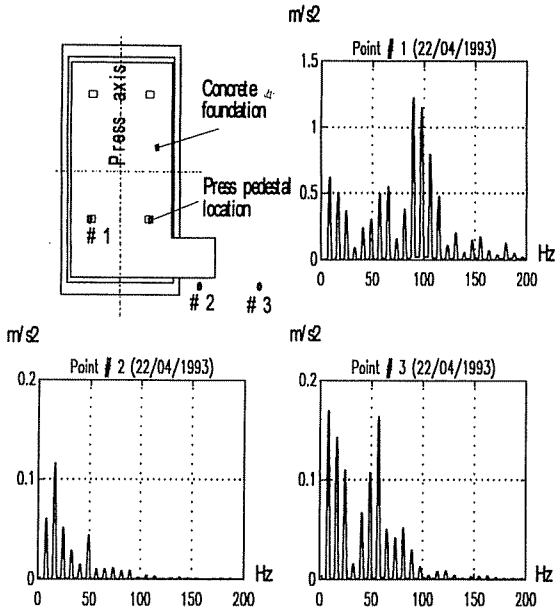 m/s2
Point # 1 (22/04/1993)
1.5
1
0.5
0
0 50 100 150 200
Hz
Press axis
Concrete
foundation
Press pedestal
location
# 1
# 2
# 3
m/s2
Point # 2 (22/04/1993)
0.2
0.1
0
0 50 100 150 200
Hz
m/s2
Point # 3 (22/04/1993)
0.2
0.1
0
0 50 100 150 200
Hz